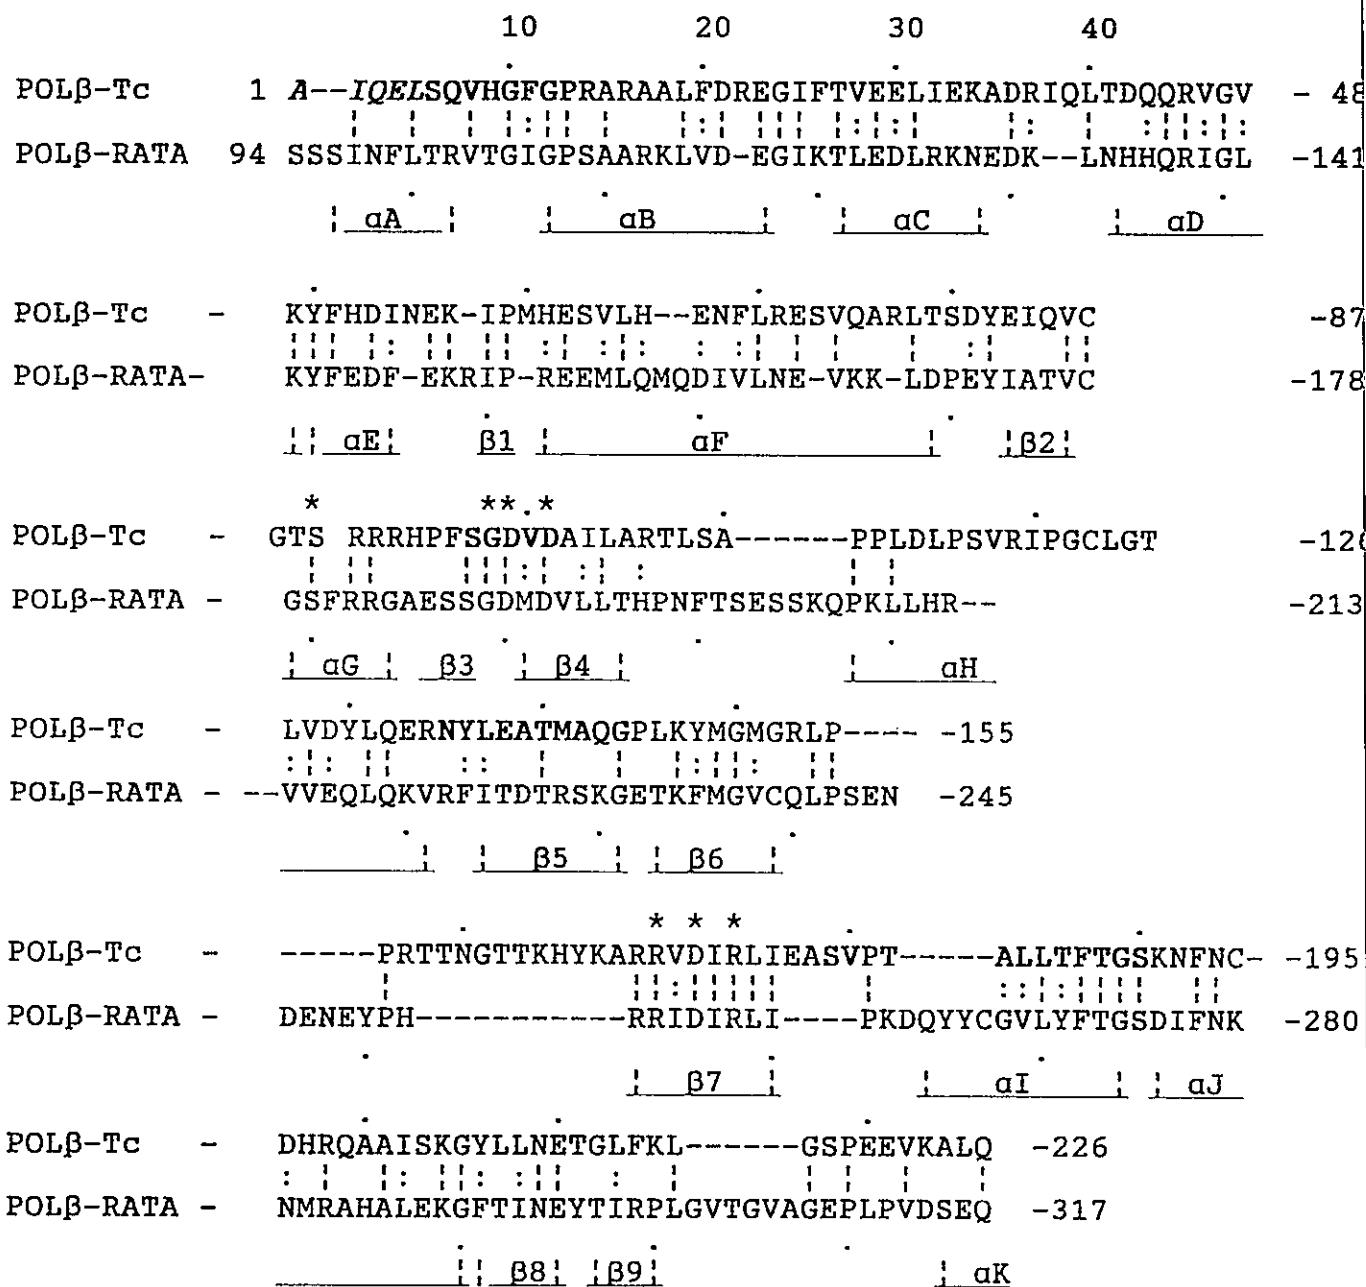 10 20 30 40
POLβ-Tc 1 A--IQELSQVHGFGPRARAALFDREGIFTVEELIEKADRIQLTDQQRVGV - 48
POLβ-RATA 94 SSSINFLTRVTGIGPSAARKLVD-EGIKTLEDLRKNEDK--LNHHQRIGL -141
αA αB αC αD
POLβ-Tc - KYFHDINEK-IPMHESVLH--ENFLRESVQARLTSDYEIQVC -87
POLβ-RATA- KYFEDF-EKRIP-REEMLQMQDIVLNE-VKK-LDPEYIATVC -178
αE β1 αF β2
* ** *
POLβ-Tc - GTS RRRHPFSGDVDAILARTLSA------PPLDLPSVRIPGCLGT -126
POLβ-RATA - GSFRRGAESSGDMDVLLTHPNFTSESSKQPKLLHR-- -213
αG β3 β4 αH
POLβ-Tc - LVDYLQERNYLEATMAQGPLKYMGMGRLP---- -155
POLβ-RATA - --VVEQLQKVRFITDTRSKGETKFMGVCQLPSEN -245
β5 β6
* * *
POLβ-Tc - -----PRTTNGTTKHYKARRVDIRLIEASVPT-----ALLTFTGSKNFNC- -195
POLβ-RATA - DENEYPH-----------RRIDIRLI----PKDQYYCGVLYFTGSDIFNK -280
β7 αI αJ
POLβ-Tc - DHRQAAISKGYLLNETGLFKL------GSPEEVKALQ -226
POLβ-RATA - NMRAHALEKGFTINEYTIRPLGVTGVAGEPLPVDSEQ -317
β8 β9 αK